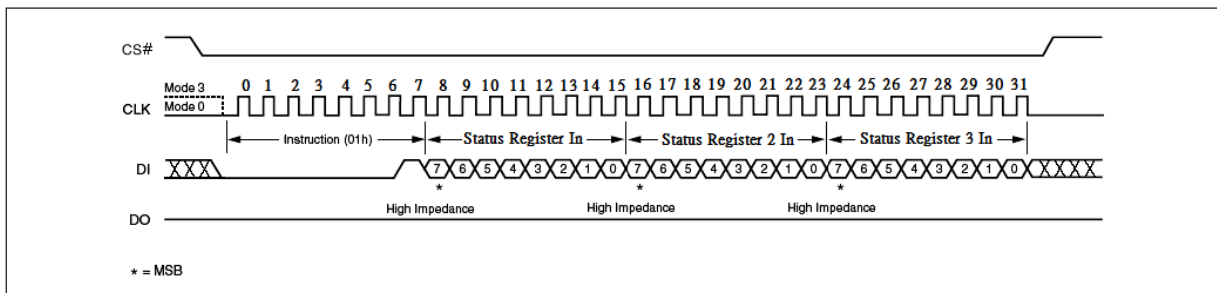 CS#
Mode 3
0 1 2 3 4 5 6 7 8 9 10 11 12 13 14 15 16 17 18 19 20 21 22 23 24 25 26 27 28 29 30 31
Mode 0
CLK
Instruction (01h) Status Register In Status Register 2 In Status Register 3 In
DI 7 6 5 4 3 2 1 0 7 6 5 4 3 2 1 0 7 6 5 4 3 2 1 0
* * *
High Impedance High Impedance High Impedance
DO
* = MSB